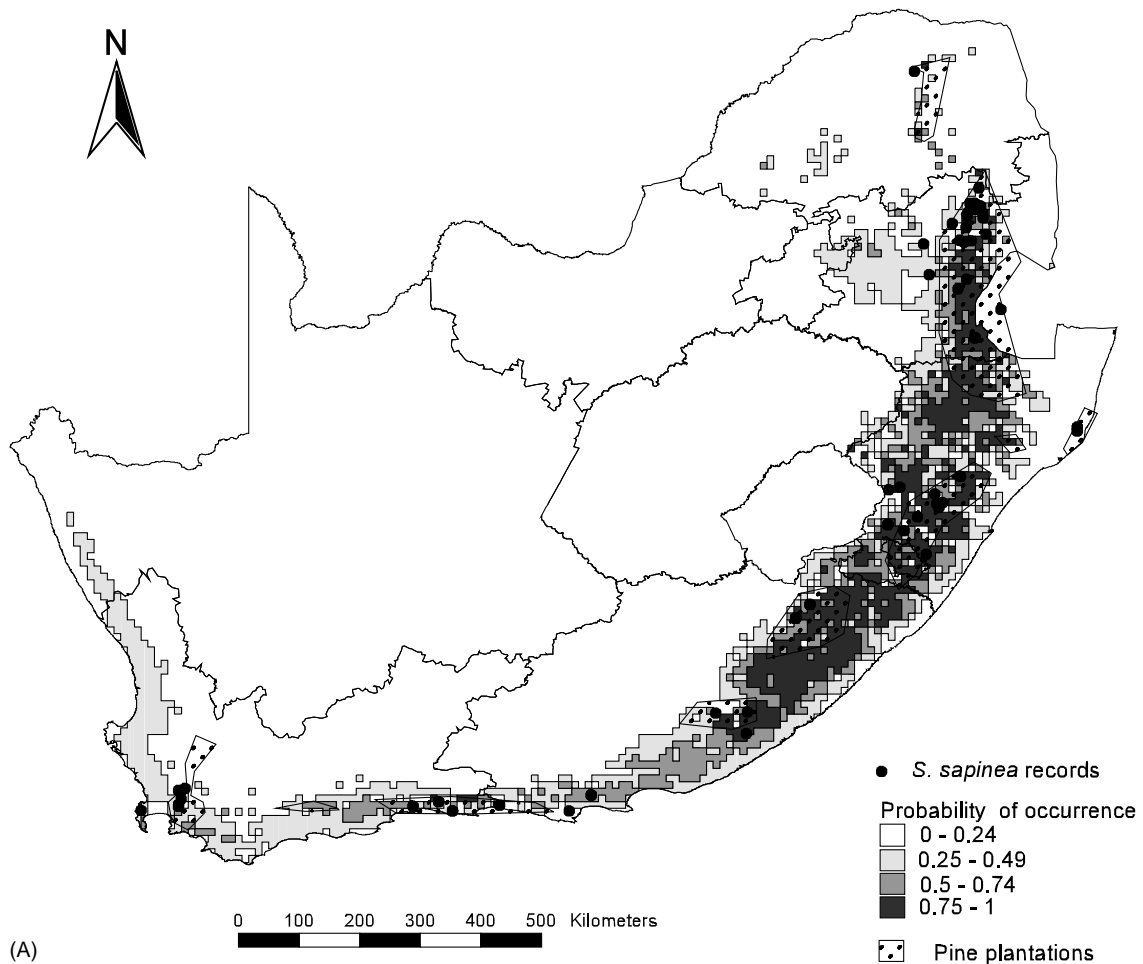 N
S. sapinea records
Probability of occurrence
0 - 0.24
0.25 - 0.49
0.5 - 0.74
0.75 - 1
Pine plantations
0 100 200 300 400 500 Kilometers
(A)